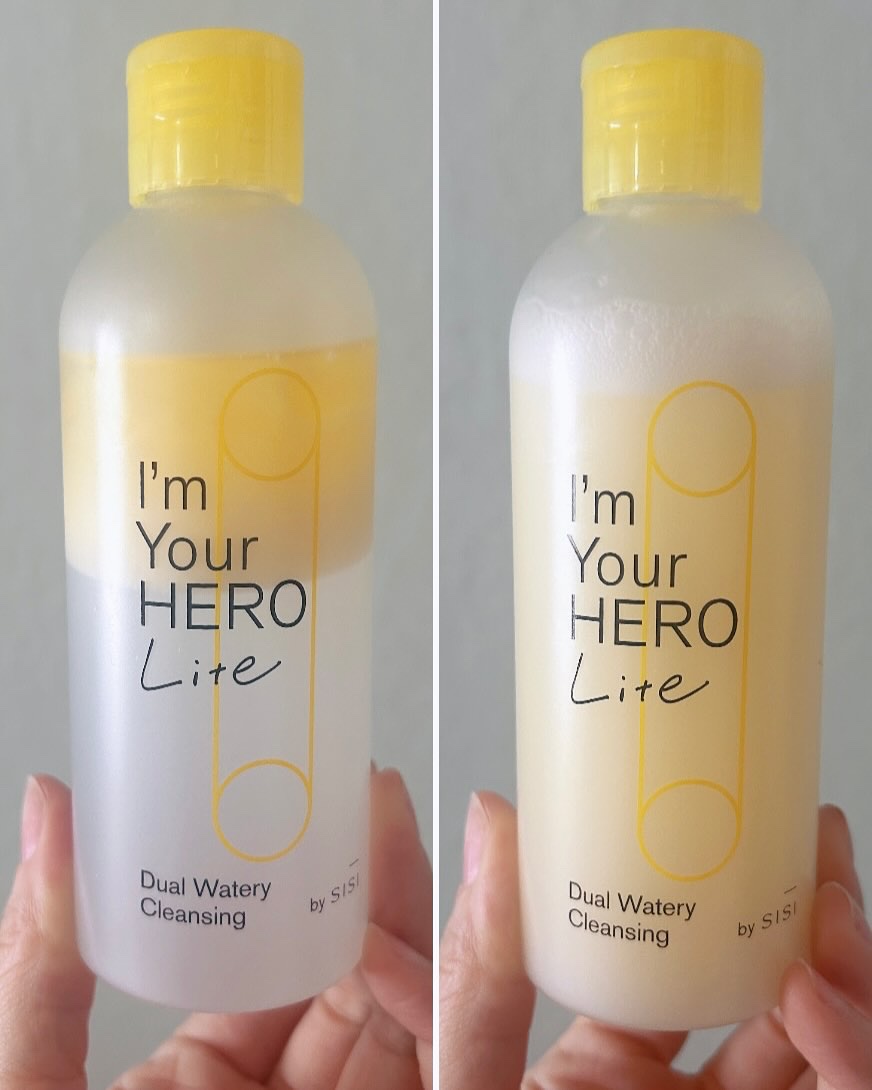 I'm
Your
HERO
Lite
Dual Watery
Cleansing
by SISI
I'm
Your
HERO
Lite
Dual Watery
Cleansing
by SISI